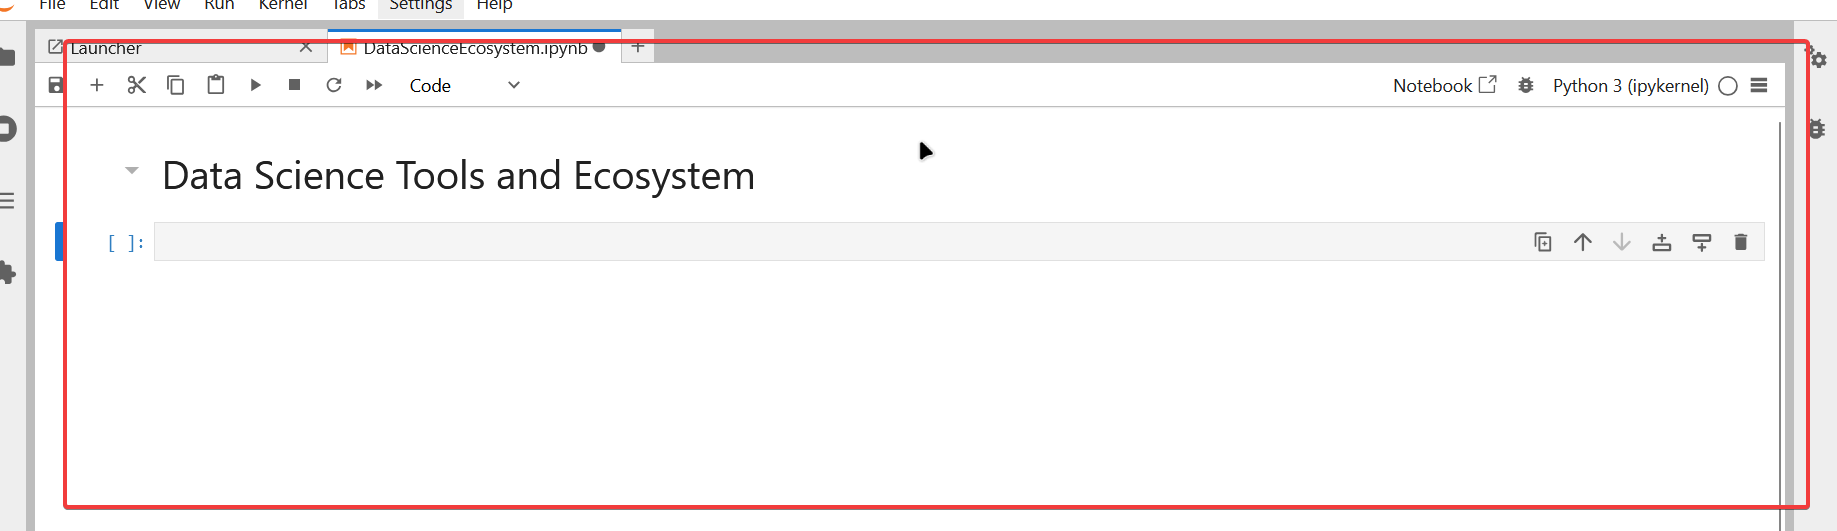 File Edit View Run Kernel Tabs Settings Help
Launcher DataScienceEcosystem.ipynb
Code Notebook Python 3 (ipykernel)
Data Science Tools and Ecosystem
[ ]: